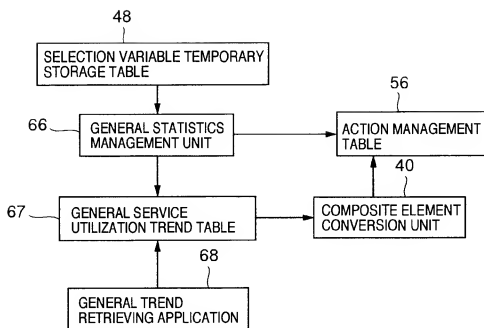 48
SELECTION VARIABLE TEMPORARY
STORAGE TABLE
66
GENERAL STATISTICS
MANAGEMENT UNIT
56
ACTION MANAGEMENT
TABLE
67
GENERAL SERVICE
UTILIZATION TREND TABLE
40
COMPOSITE ELEMENT
CONVERSION UNIT
68
GENERAL TREND
RETRIEVING APPLICATION